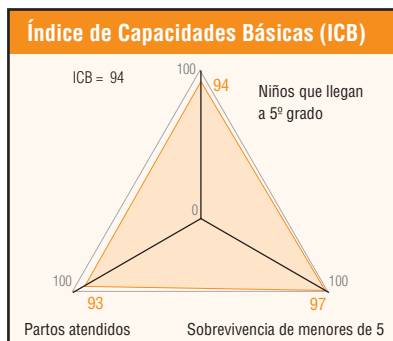 Índice de Capacidades Básicas (ICB)
ICB = 94
100
94
Niños que llegan
a 5º grado
0
100
100
93
97
Partos atendidos
Sobrevivencia de menores de 5